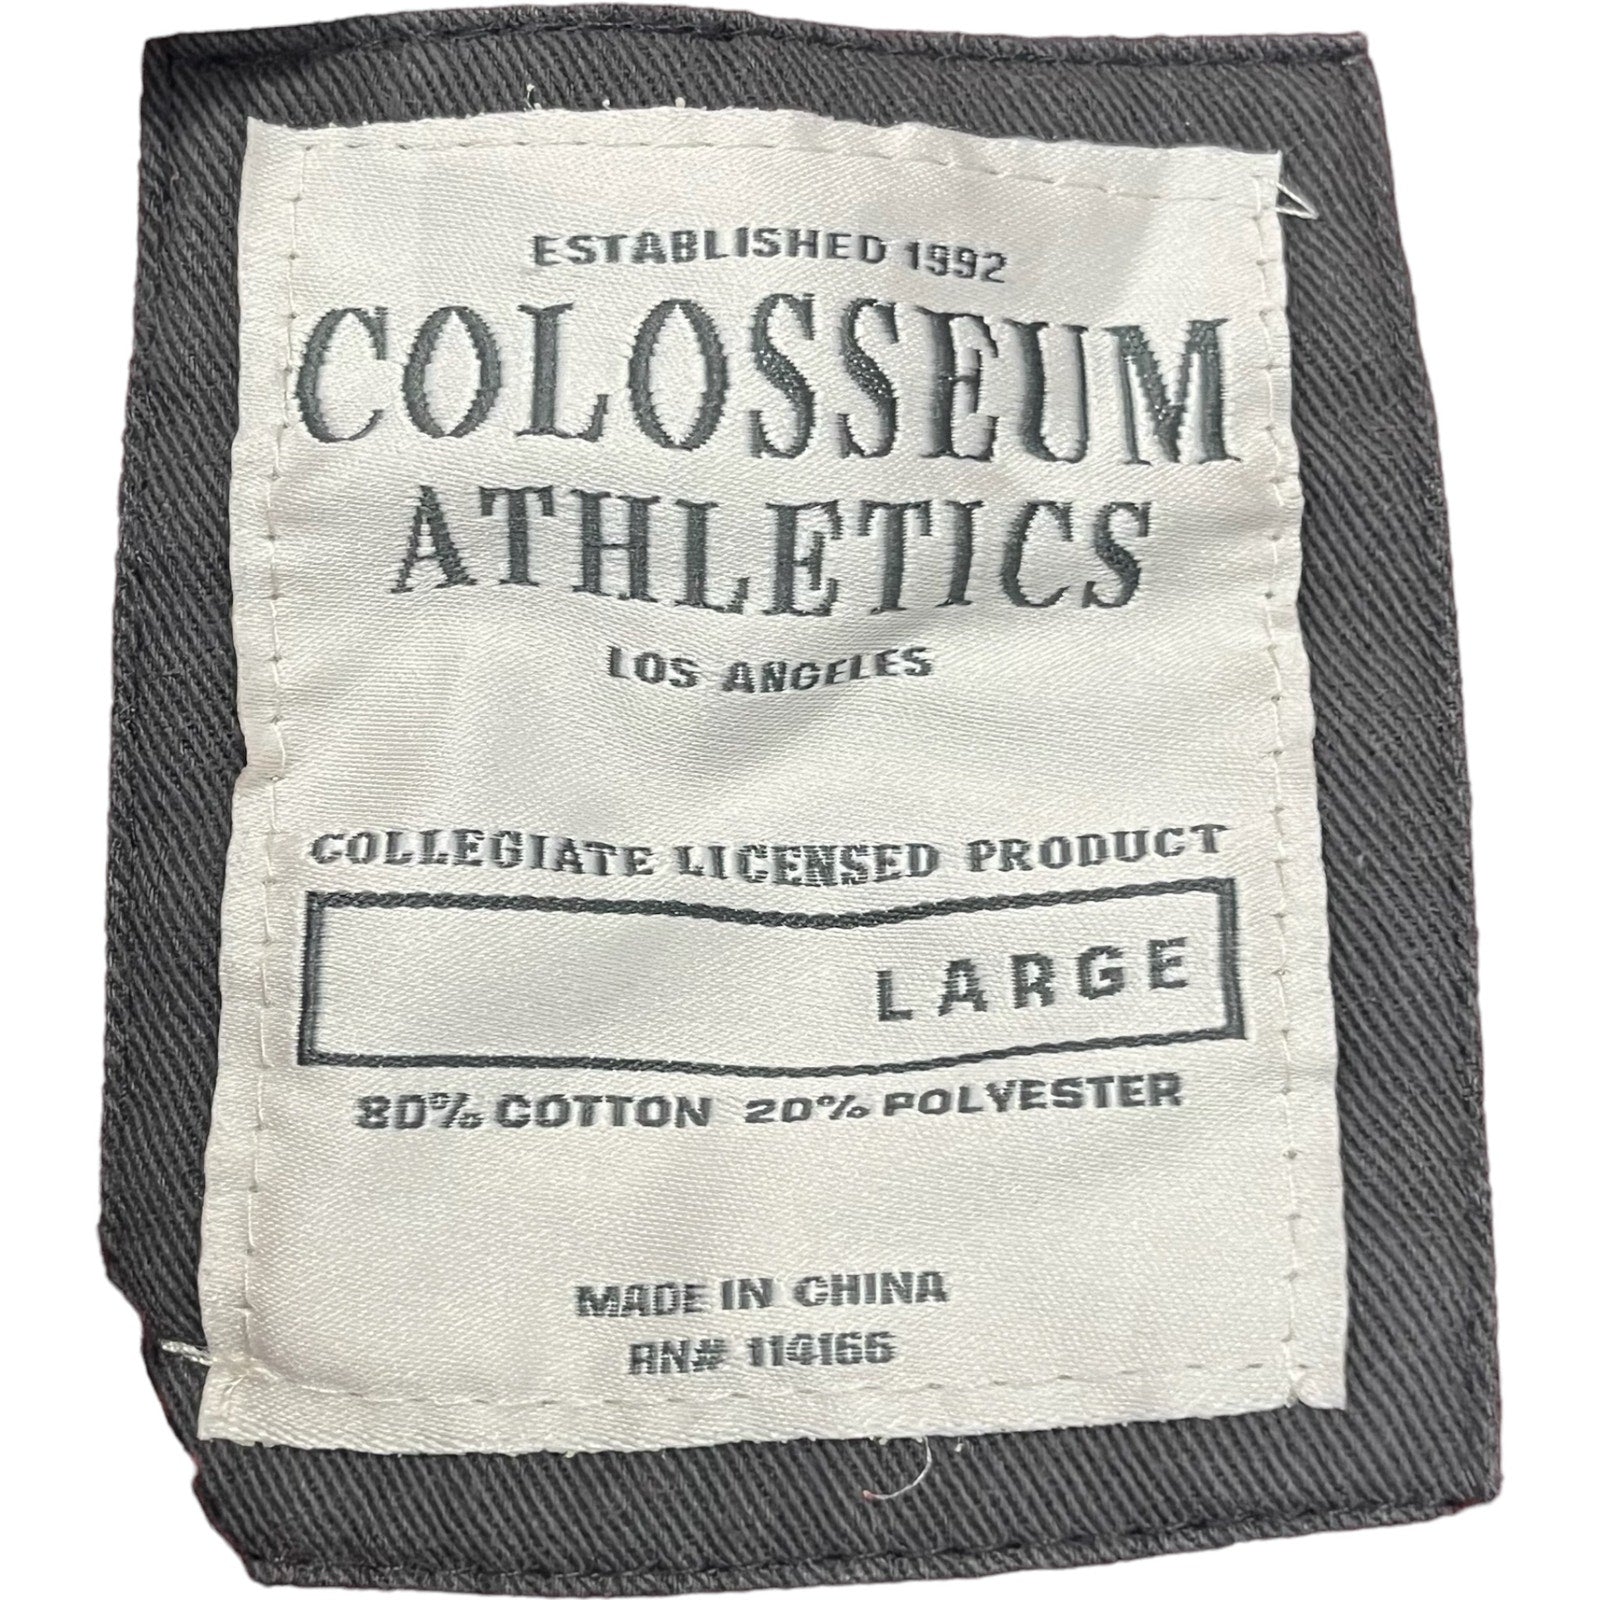 ESTABLISHED 1992
COLOSSEUM
ATHLETICS
LOS ANGELES
COLLEGIATE LICENSED PRODUCT
LARGE
80% COTTON 20% POLYESTER
MADE IN CHINA
RN# 114166